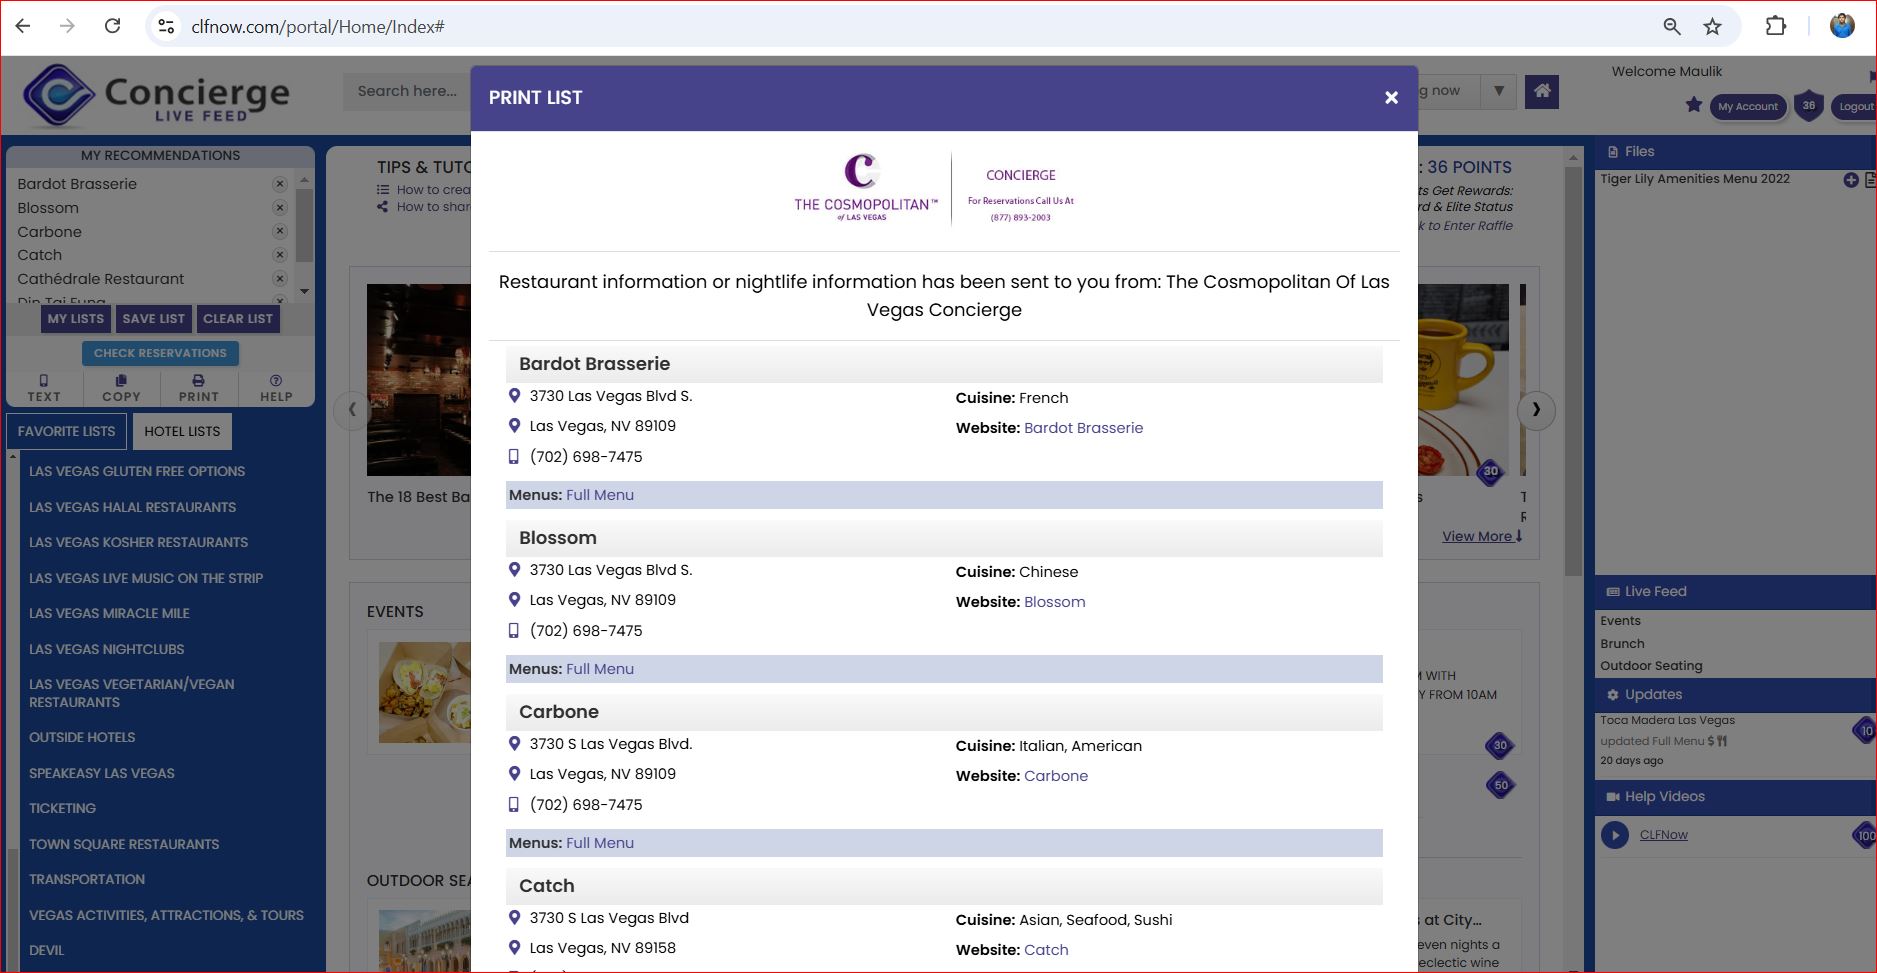 clfnow.com/portal/Home/Index#
Concierge
LIVE FEED
Search here...
g now
Welcome Maulik
My Account
36
Logout
MY RECOMMENDATIONS
Bardot Brasserie
Blossom
Carbone
Catch
Cathédrale Restaurant
Din Tai Fung
MY LISTS
SAVE LIST
CLEAR LIST
CHECK RESERVATIONS
TEXT
COPY
PRINT
HELP
FAVORITE LISTS
HOTEL LISTS
LAS VEGAS GLUTEN FREE OPTIONS
LAS VEGAS HALAL RESTAURANTS
LAS VEGAS KOSHER RESTAURANTS
LAS VEGAS LIVE MUSIC ON THE STRIP
LAS VEGAS MIRACLE MILE
LAS VEGAS NIGHTCLUBS
LAS VEGAS VEGETARIAN/VEGAN
RESTAURANTS
OUTSIDE HOTELS
SPEAKEASY LAS VEGAS
TICKETING
TOWN SQUARE RESTAURANTS
TRANSPORTATION
VEGAS ACTIVITIES, ATTRACTIONS, & TOURS
DEVIL
TIPS & TUTO
How to crea
How to shar
The 18 Best Ba
EVENTS
OUTDOOR SEA
PRINT LIST
THE COSMOPOLITAN™
of LAS VEGAS
CONCIERGE
For Reservations Call Us At
(877) 893-2003
Restaurant information or nightlife information has been sent to you from: The Cosmopolitan Of Las
Vegas Concierge
Bardot Brasserie
3730 Las Vegas Blvd S.
Cuisine: French
Las Vegas, NV 89109
Website: Bardot Brasserie
(702) 698-7475
Menus: Full Menu
Blossom
3730 Las Vegas Blvd S.
Cuisine: Chinese
Las Vegas, NV 89109
Website: Blossom
(702) 698-7475
Menus: Full Menu
Carbone
3730 S Las Vegas Blvd.
Cuisine: Italian, American
Las Vegas, NV 89109
Website: Carbone
(702) 698-7475
Menus: Full Menu
Catch
3730 S Las Vegas Blvd
Cuisine: Asian, Seafood, Sushi
Las Vegas, NV 89158
Website: Catch
: 36 POINTS
ts Get Rewards:
rd & Elite Status
k to Enter Raffle
30
s
T
R
View More
M WITH
Y FROM 10AM
30
50
at City...
even nights a
eclectic wine
Files
Tiger Lily Amenities Menu 2022
Live Feed
Events
Brunch
Outdoor Seating
Updates
Toca Madera Las Vegas
updated Full Menu $
20 days ago
10
Help Videos
CLFNow
100